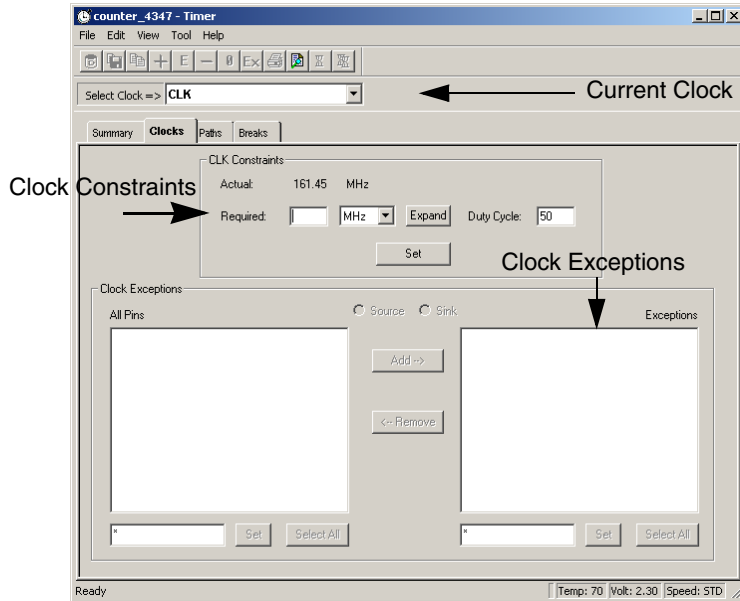 counter_4347 - Timer
File Edit View Tool Help
E Ex
Select Clock => CLK
Current Clock
Summary Clocks Paths Breaks
CLK Constraints
Clock Constraints
Actual: 161.45 MHz
Required: MHz Expand Duty Cycle: 50
Set
Clock Exceptions
Clock Exceptions
All Pins Source Sink Exceptions
Add -->
<-- Remove
* Set Select All * Set Select All
Ready Temp: 70 Volt: 2.30 Speed: STD